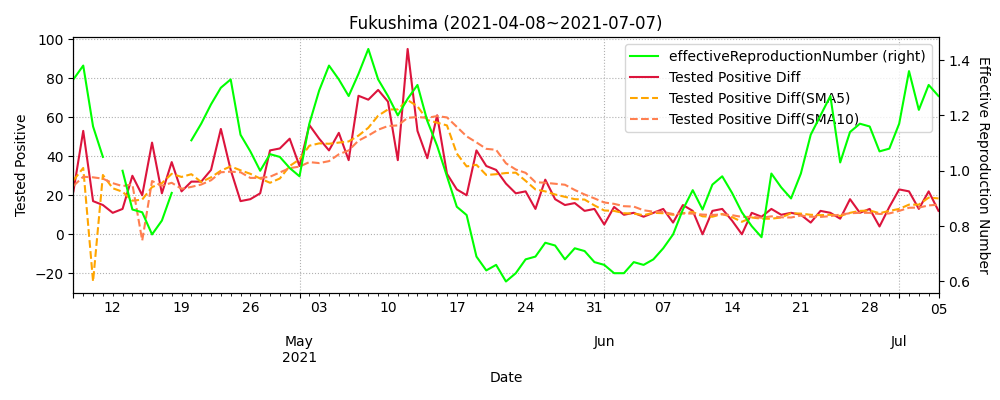 Fukushima (2021-04-08~2021-07-07)
100
80
60
40
20
0
−20
Tested Positive
1.4
1.2
1.0
0.8
0.6
Effective Reproduction Number
effectiveReproductionNumber (right)
Tested Positive Diff
Tested Positive Diff(SMA5)
Tested Positive Diff(SMA10)
12 19 26 03 10 17 24 31 07 14 21 28 05
May Jun Jul
2021
Date